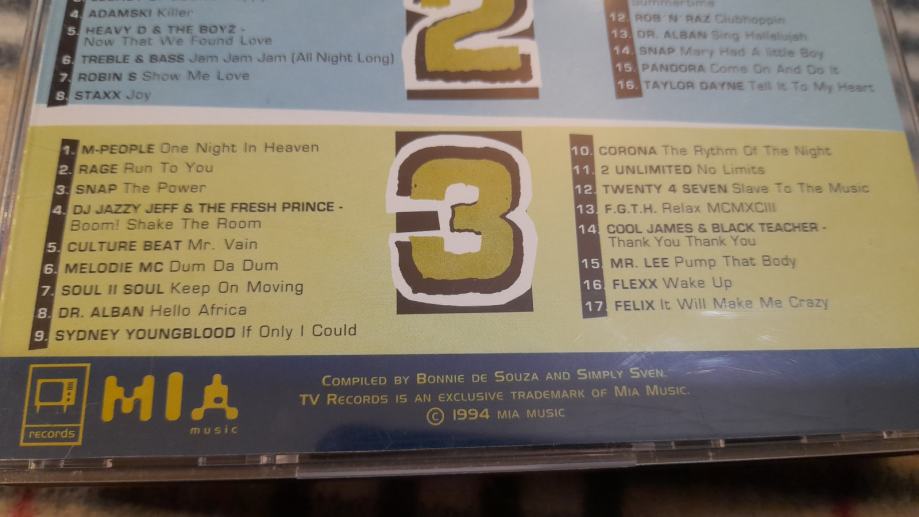 4. ADAMSKI Killer
5. HEAVY D & THE BOYZ -
Now That We Found Love
6. TREBLE & BASS Jam Jam Jam (All Night Long)
7. ROBIN S Show Me Love
8. STAXX Joy
2
Summertime
12. ROB 'N' RAZ Clubhoppin
13. DR. ALBAN Sing Hallelujah
14. SNAP Mary Had A little Boy
15. PANDORA Come On And Do It
16. TAYLOR DAYNE Tell It To My Heart
1. M-PEOPLE One Night In Heaven
2. RAGE Run To You
3. SNAP The Power
4. DJ JAZZY JEFF & THE FRESH PRINCE -
Boom! Shake The Room
5. CULTURE BEAT Mr. Vain
6. MELODIE MC Dum Da Dum
7. SOUL II SOUL Keep On Moving
8. DR. ALBAN Hello Africa
9. SYDNEY YOUNGBLOOD If Only I Could
3
10. CORONA The Rythm Of The Night
11. 2 UNLIMITED No Limits
12. TWENTY 4 SEVEN Slave To The Music
13. F.G.T.H. Relax MCMXCIII
14. COOL JAMES & BLACK TEACHER -
Thank You Thank You
15. MR. LEE Pump That Body
16. FLEXX Wake Up
17. FELIX It Will Make Me Crazy
records
MIA
music
COMPILED BY BONNIE DE SOUZA AND SIMPLY SVEN.
TV RECORDS IS AN EXCLUSIVE TRADEMARK OF MIA MUSIC.
© 1994 MIA MUSIC